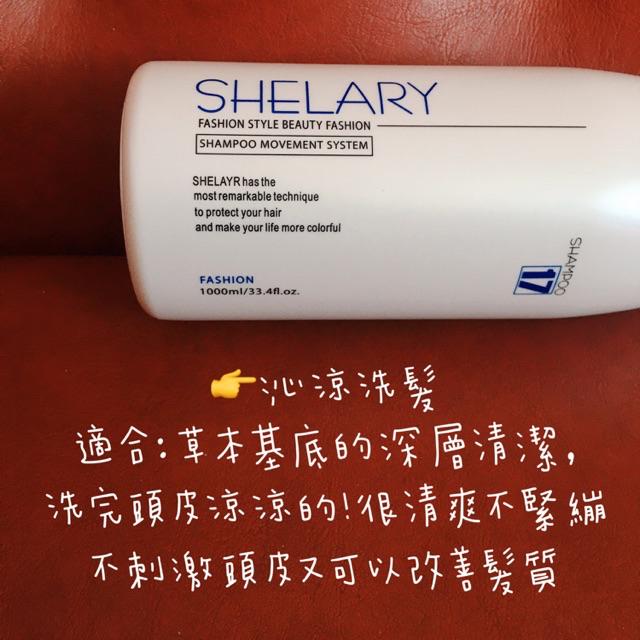 SHELARY
FASHION STYLE BEAUTY FASHION
SHAMPOO MOVEMENT SYSTEM
SHELAYR has the
most remarkable technique
to protect your hair
and make your life more colorful
FASHION
1000ml/33.4fl.oz.
SHAMPOO
17
👉沁涼洗髮
適合:草本基底的深層清潔,
洗完頭皮涼涼的!很清爽不緊繃
不刺激頭皮又可以改善髮質